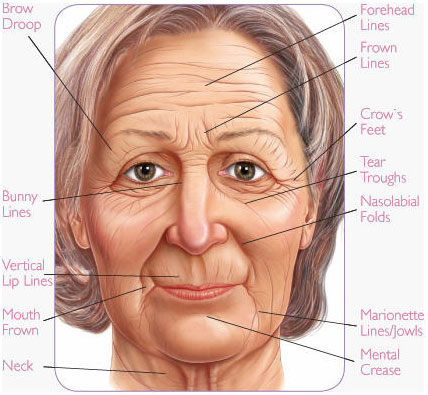 Brow
Droop
Bunny
Lines
Vertical
Lip Lines
Mouth
Frown
Neck
Forehead
Lines
Frown
Lines
Crow`s
Feet
Tear
Troughs
Nasolabial
Folds
Marionette
Lines/Jowls
Mental
Crease